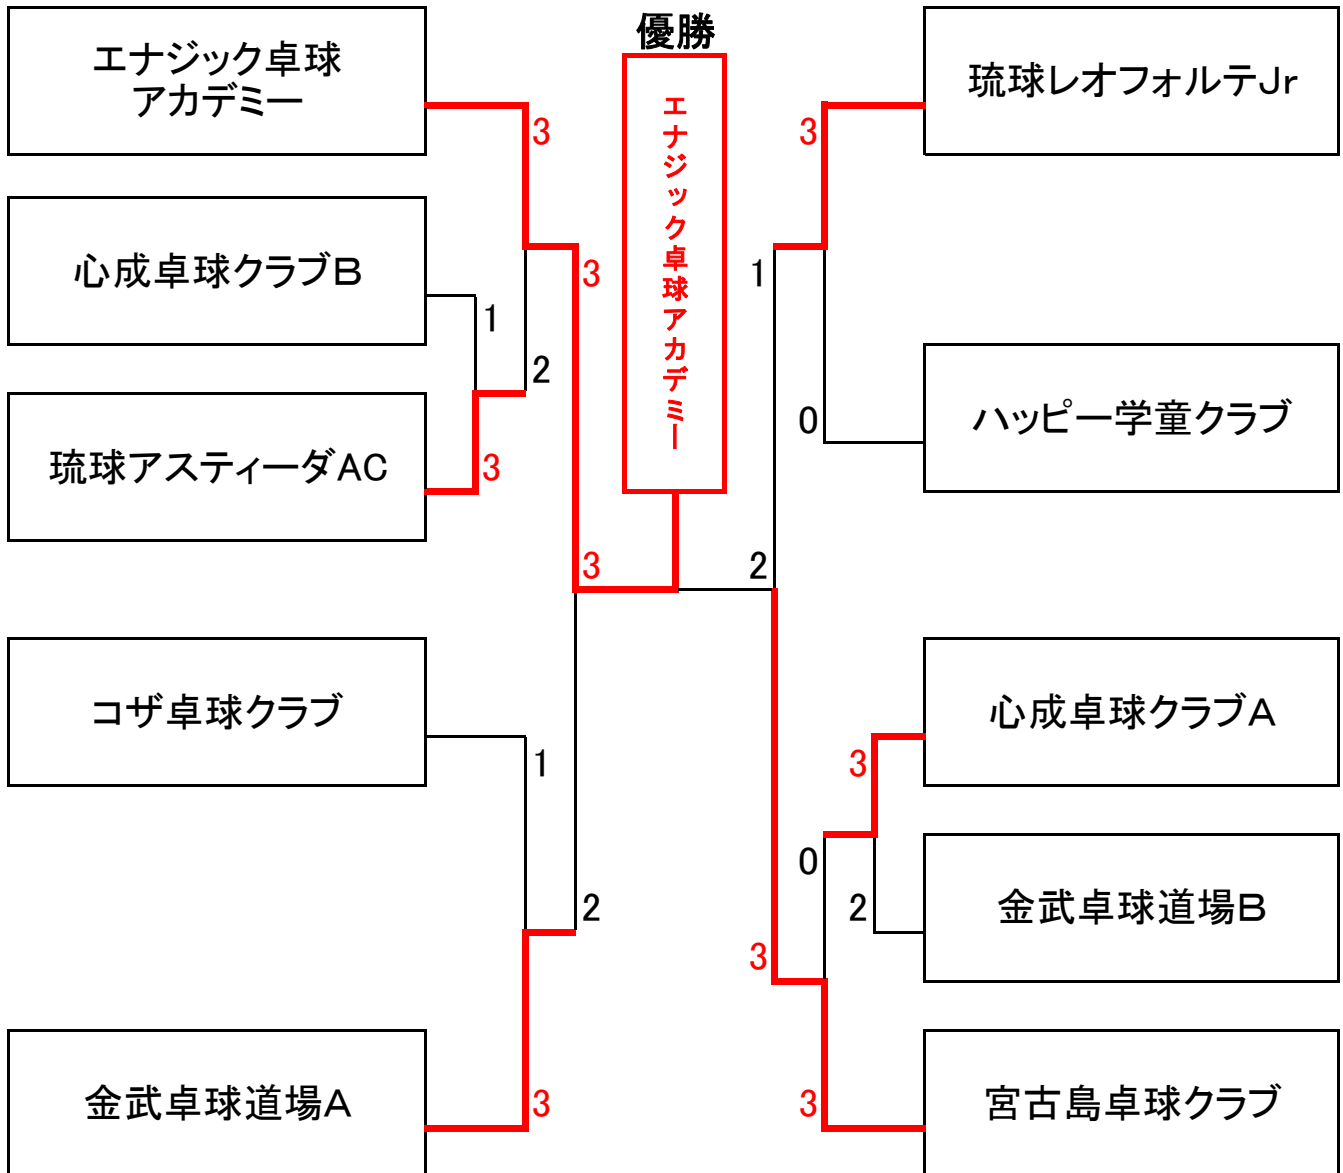 優勝
エナジック卓球
アカデミー
心成卓球クラブB
琉球アスティーダAC
コザ卓球クラブ
金武卓球道場A
3
1
3
2
3
3
1
3
2
エナジック卓球アカデミー
1
2
3
3
0
3
2
0
3
琉球レオフォルテJr
ハッピー学童クラブ
心成卓球クラブA
金武卓球道場B
宮古島卓球クラブ